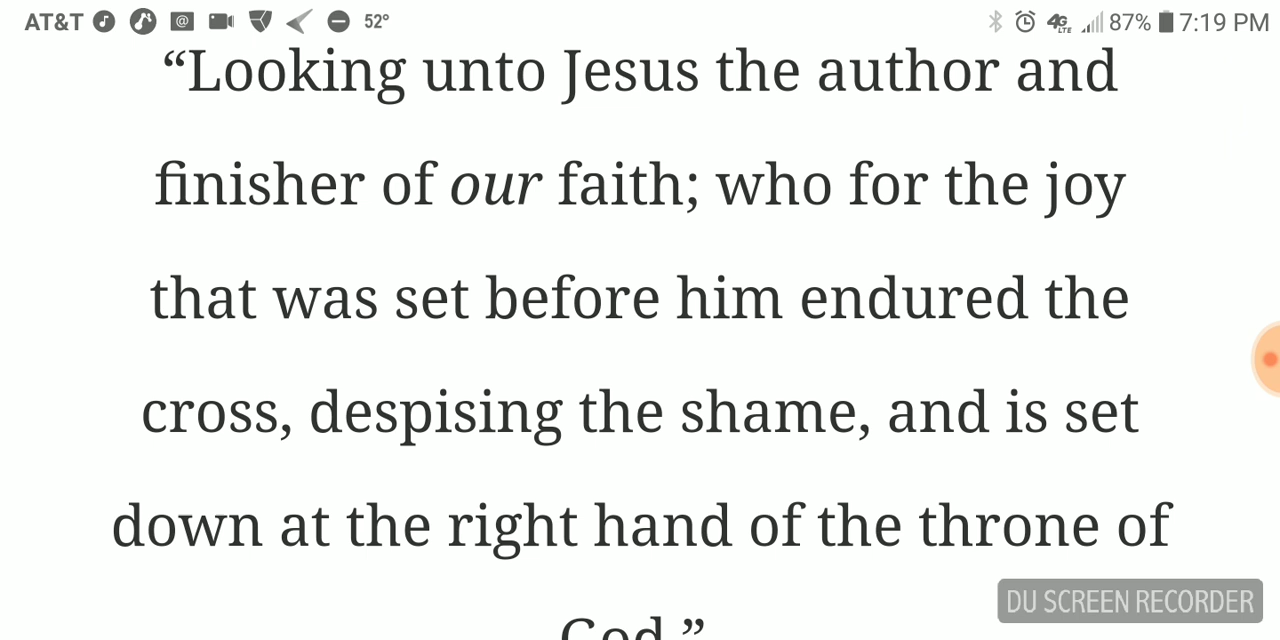 AT&T 52° 87% 7:19 PM
“Looking unto Jesus the author and
finisher of our faith; who for the joy
that was set before him endured the
cross, despising the shame, and is set
down at the right hand of the throne of
God.”
DU SCREEN RECORDER